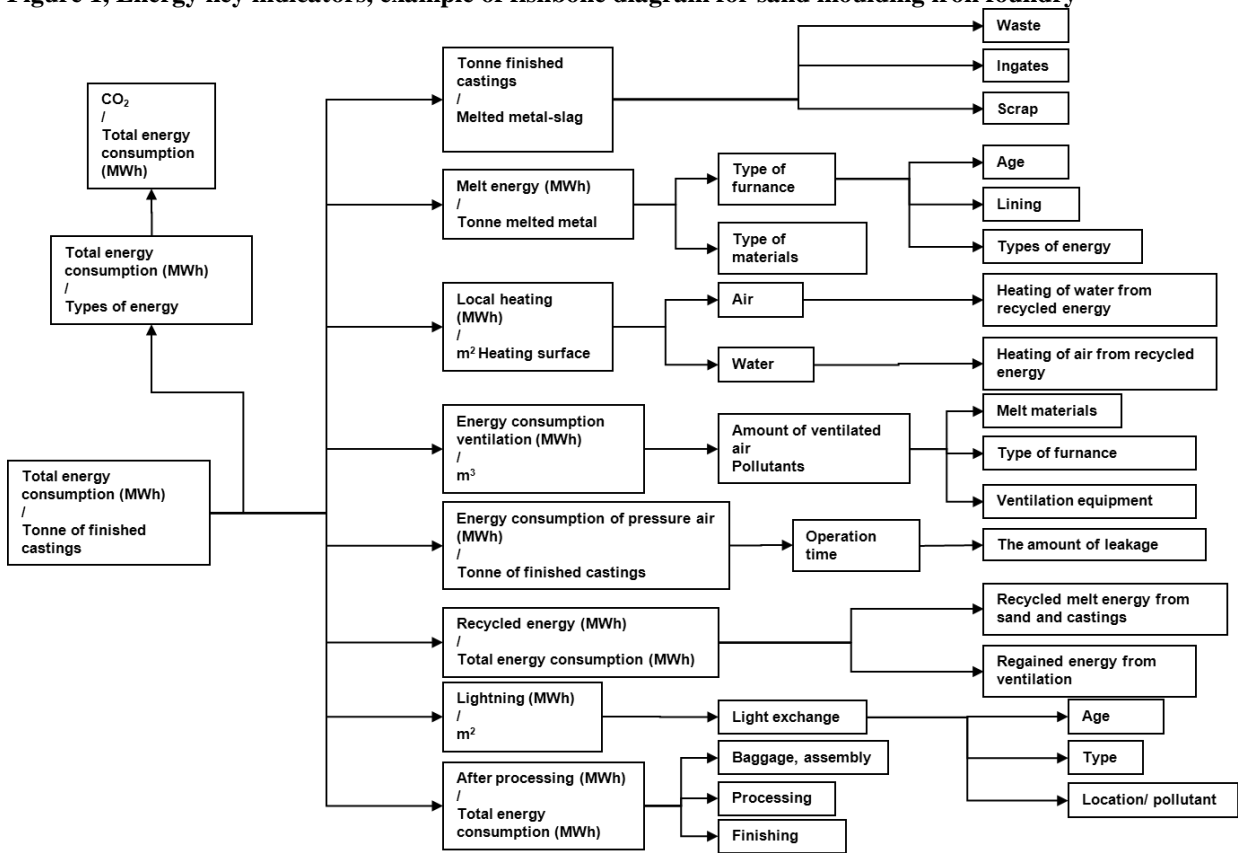 Figure 1, Energy key indicators, example of fishbone diagram for sand moulding iron foundry
CO₂
/
Total energy
consumption
(MWh)
Total energy
consumption (MWh)
/
Types of energy
Total energy
consumption (MWh)
/
Tonne of finished
castings
Tonne finished
castings
/
Melted metal-slag
Waste
Ingates
Scrap
Melt energy (MWh)
/
Tonne melted metal
Type of
furnance
Type of
materials
Age
Lining
Types of energy
Local heating
(MWh)
/
m² Heating surface
Air
Water
Heating of water from
recycled energy
Heating of air from recycled
energy
Energy consumption
ventilation (MWh)
/
m³
Amount of ventilated
air
Pollutants
Melt materials
Type of furnance
Ventilation equipment
Energy consumption of pressure air
(MWh)
/
Tonne of finished castings
Operation
time
The amount of leakage
Recycled energy (MWh)
/
Total energy consumption (MWh)
Recycled melt energy from
sand and castings
Regained energy from
ventilation
Lightning (MWh)
/
m²
Light exchange
Age
Type
Location/ pollutant
After processing (MWh)
/
Total energy
consumption (MWh)
Baggage, assembly
Processing
Finishing